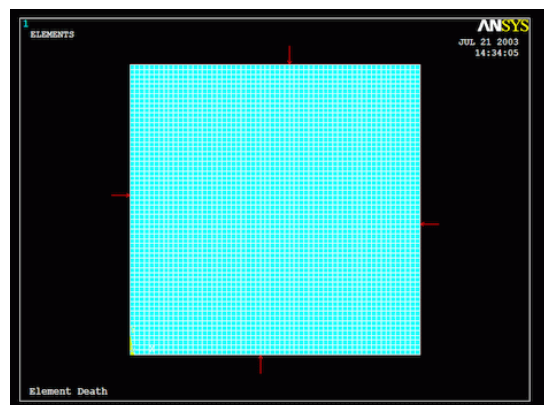 1
ELEMENTS
ANSYS
JUL 21 2003
14:34:05
X
Element Death